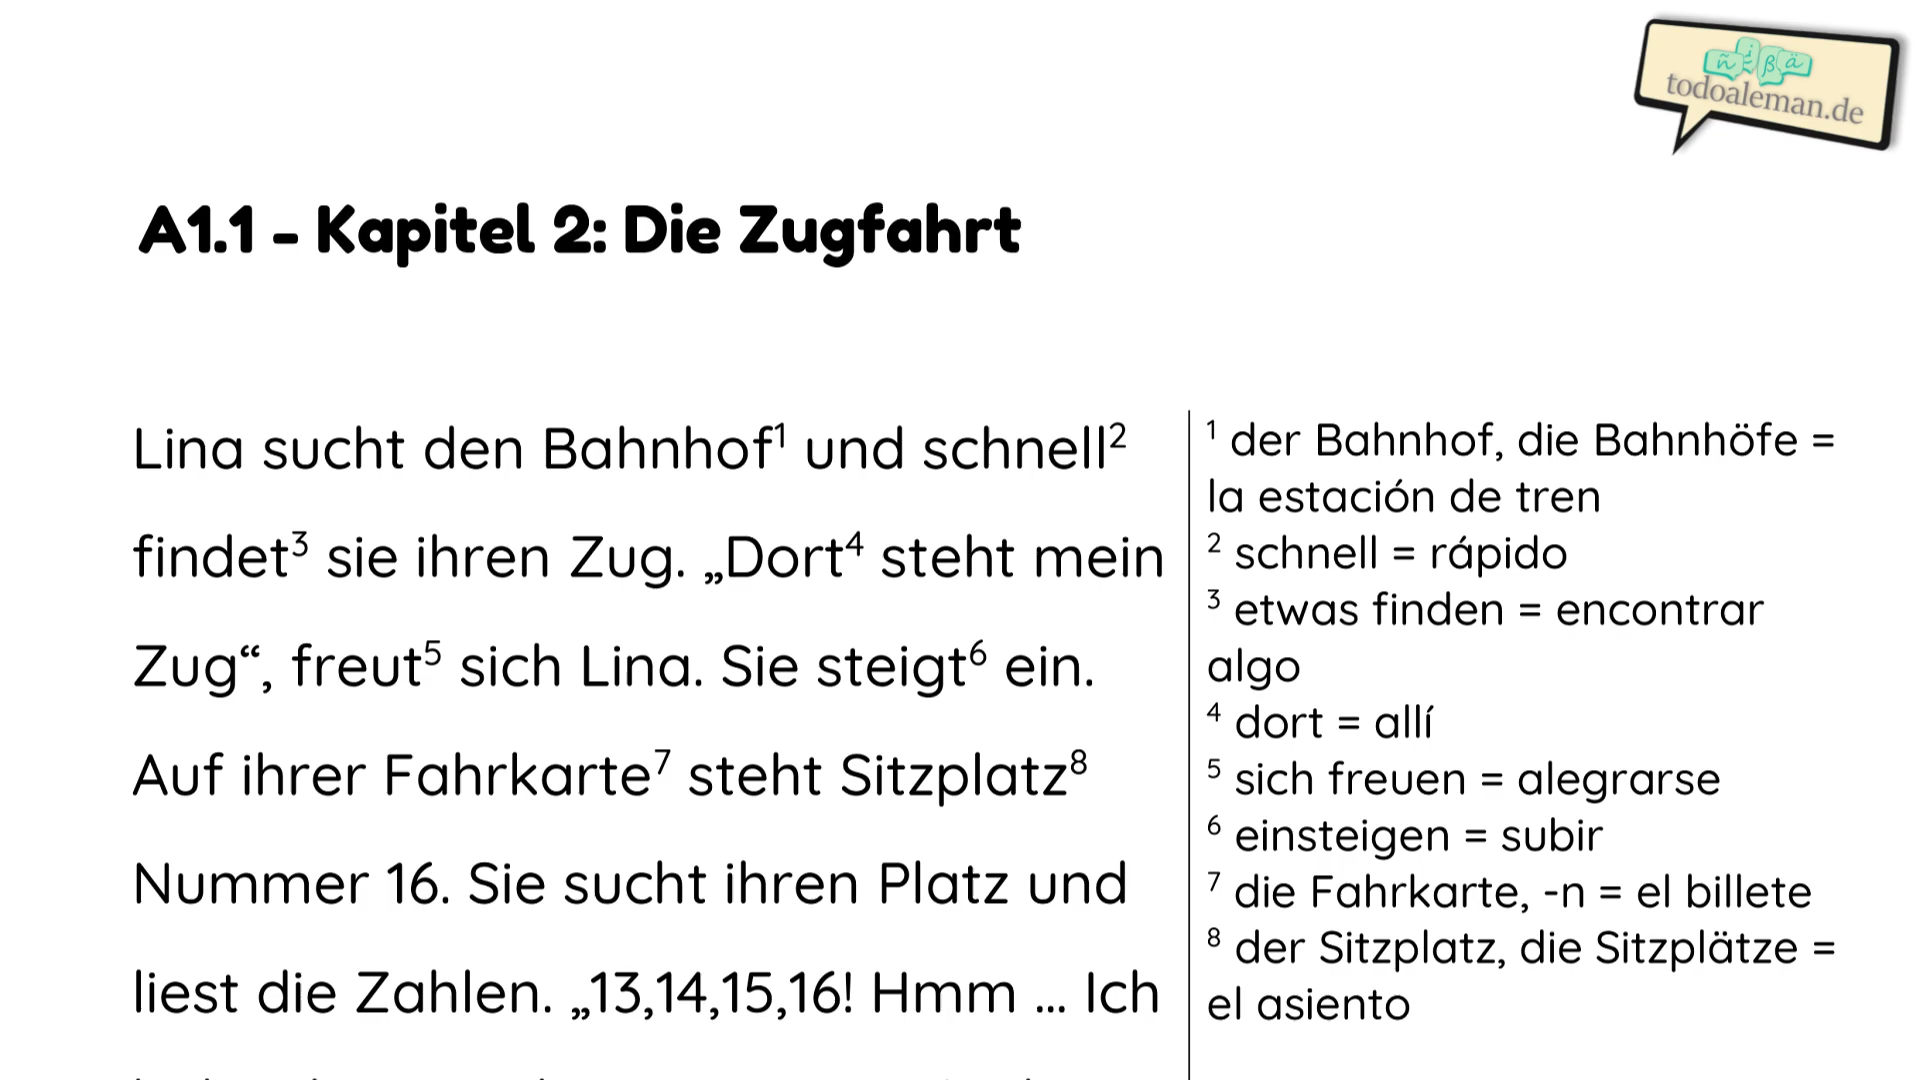 ñ i ß ä
todoaleman.de
A1.1 - Kapitel 2: Die Zugfahrt
Lina sucht den Bahnhof¹ und schnell²
findet³ sie ihren Zug. „Dort⁴ steht mein
Zug“, freut⁵ sich Lina. Sie steigt⁶ ein.
Auf ihrer Fahrkarte⁷ steht Sitzplatz⁸
Nummer 16. Sie sucht ihren Platz und
liest die Zahlen. „13,14,15,16! Hmm ... Ich
¹ der Bahnhof, die Bahnhöfe =
la estación de tren
² schnell = rápido
³ etwas finden = encontrar
algo
⁴ dort = allí
⁵ sich freuen = alegrarse
⁶ einsteigen = subir
⁷ die Fahrkarte, -n = el billete
⁸ der Sitzplatz, die Sitzplätze =
el asiento